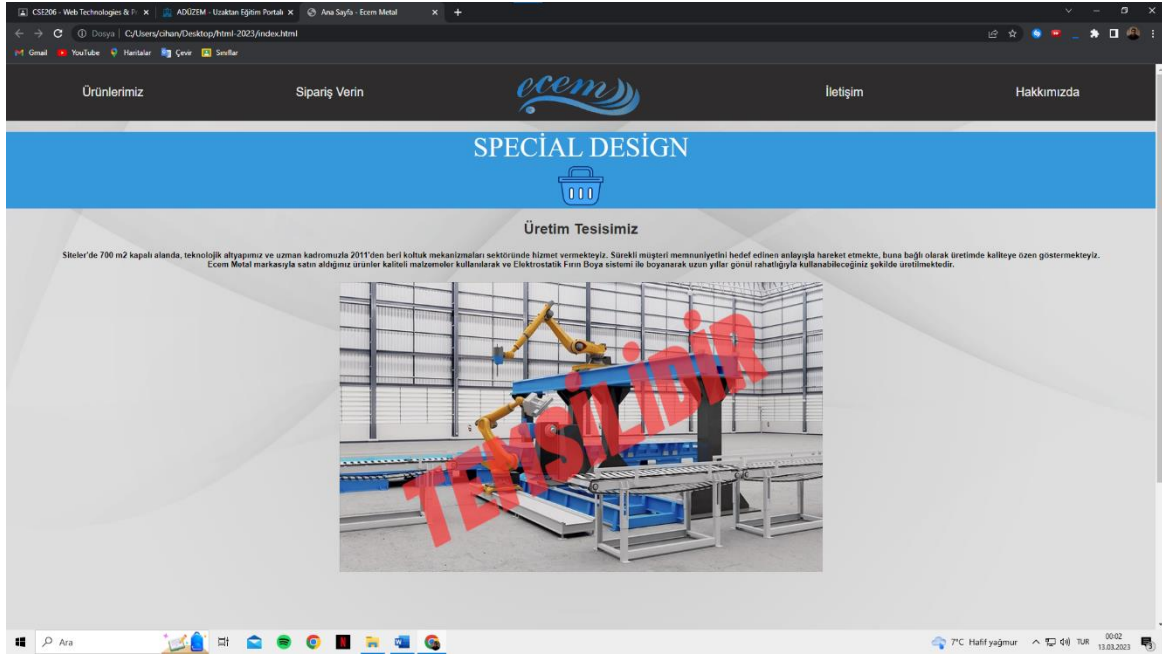 CSE206 - Web Technologies & Pr
ADÜZEM - Uzaktan Eğitim Portalı
Ana Sayfa - Ecem Metal
Dosya | C:/Users/cihan/Desktop/html-2023/index.html
Gmail YouTube Haritalar Çevir Sınıflar
Ürünlerimiz Sipariş Verin ecem İletişim Hakkımızda
SPECİAL DESİGN
Üretim Tesisimiz
Siteler'de 700 m2 kapalı alanda, teknolojik altyapımız ve uzman kadromuzla 2011'den beri koltuk mekanizmaları sektöründe hizmet vermekteyiz. Sürekli müşteri memnuniyetini hedef edinen anlayışla hareket etmekte, buna bağlı olarak üretimde kaliteye özen göstermekteyiz.
Ecem Metal markasıyla satın aldığınız ürünler kaliteli malzemeler kullanılarak ve Elektrostatik Fırın Boya sistemi ile boyanarak uzun yıllar gönül rahatlığıyla kullanabileceğiniz şekilde üretilmektedir.
TEMSİLİDİR
Ara
7°C Hafif yağmur
TUR
00:02
13.03.2023
3